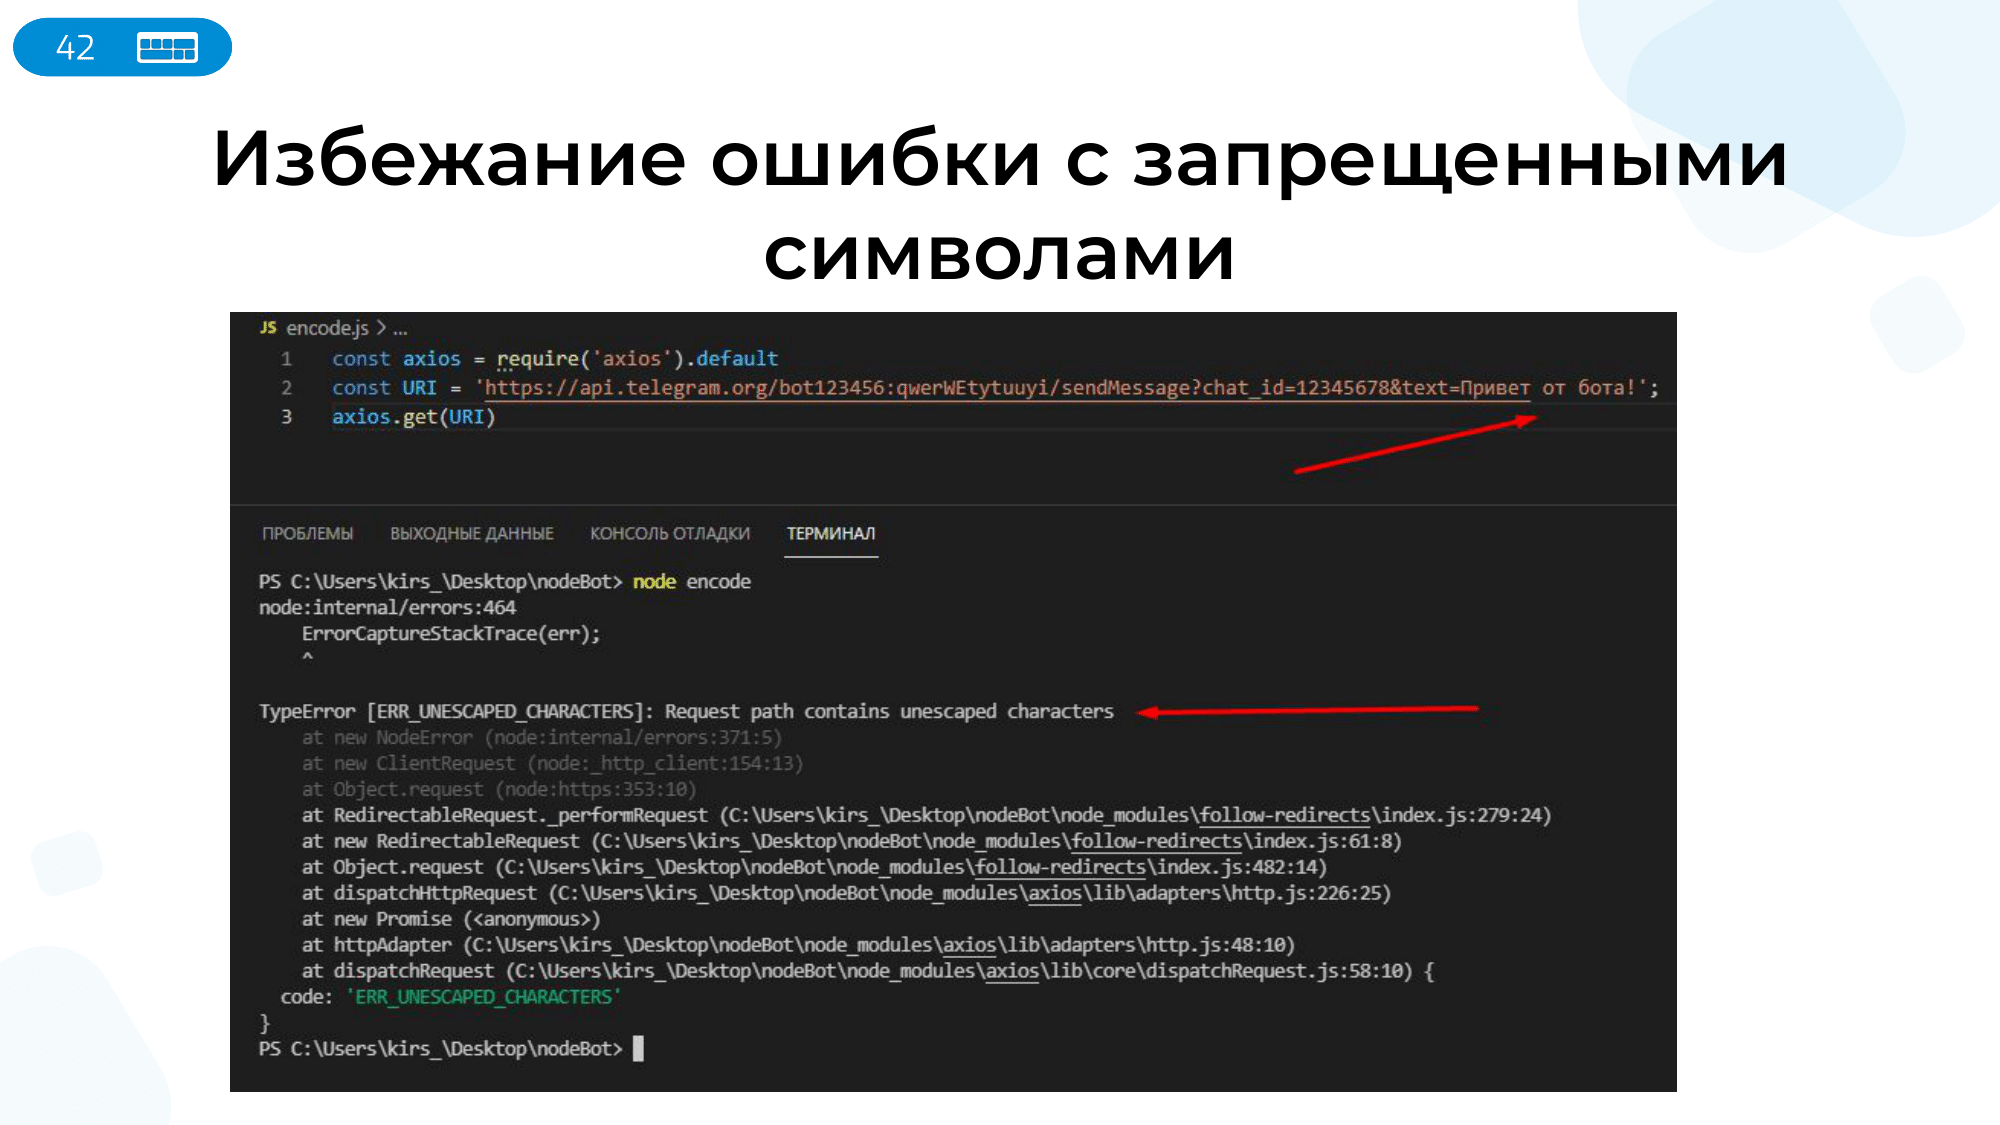 42
Избежание ошибки с запрещенными
символами
JS encode.js > ...
1 const axios = require('axios').default
2 const URI = 'https://api.telegram.org/bot123456:qwerWEtytuuyi/sendMessage?chat_id=12345678&text=Привет от бота!';
3 axios.get(URI)
ПРОБЛЕМЫ ВЫХОДНЫЕ ДАННЫЕ КОНСОЛЬ ОТЛАДКИ ТЕРМИНАЛ
PS C:\Users\kirs_\Desktop\nodeBot> node encode
node:internal/errors:464
    ErrorCaptureStackTrace(err);
    ^
TypeError [ERR_UNESCAPED_CHARACTERS]: Request path contains unescaped characters
    at new NodeError (node:internal/errors:371:5)
    at new ClientRequest (node:_http_client:154:13)
    at Object.request (node:https:353:10)
    at RedirectableRequest._performRequest (C:\Users\kirs_\Desktop\nodeBot\node_modules\follow-redirects\index.js:279:24)
    at new RedirectableRequest (C:\Users\kirs_\Desktop\nodeBot\node_modules\follow-redirects\index.js:61:8)
    at Object.request (C:\Users\kirs_\Desktop\nodeBot\node_modules\follow-redirects\index.js:482:14)
    at dispatchHttpRequest (C:\Users\kirs_\Desktop\nodeBot\node_modules\axios\lib\adapters\http.js:226:25)
    at new Promise (<anonymous>)
    at httpAdapter (C:\Users\kirs_\Desktop\nodeBot\node_modules\axios\lib\adapters\http.js:48:10)
    at dispatchRequest (C:\Users\kirs_\Desktop\nodeBot\node_modules\axios\lib\core\dispatchRequest.js:58:10) {
  code: 'ERR_UNESCAPED_CHARACTERS'
}
PS C:\Users\kirs_\Desktop\nodeBot>